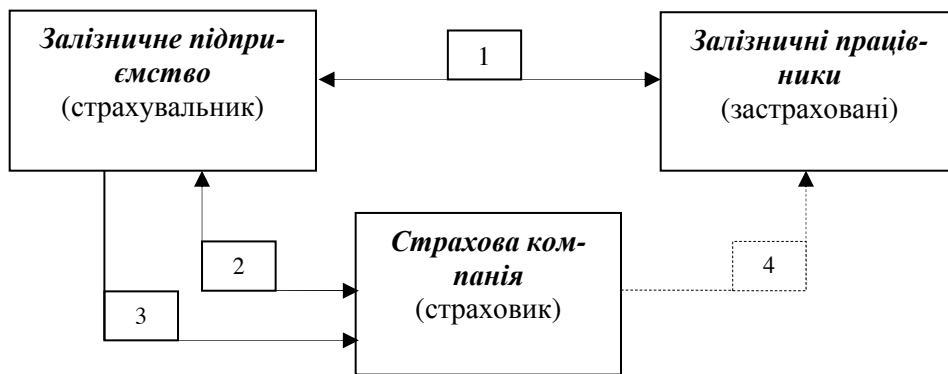 Залізничне підпри-
ємство
(страхувальник)
1
Залізничні праців-
ники
(застраховані)
Страхова ком-
панія
(страховик)
2
3
4